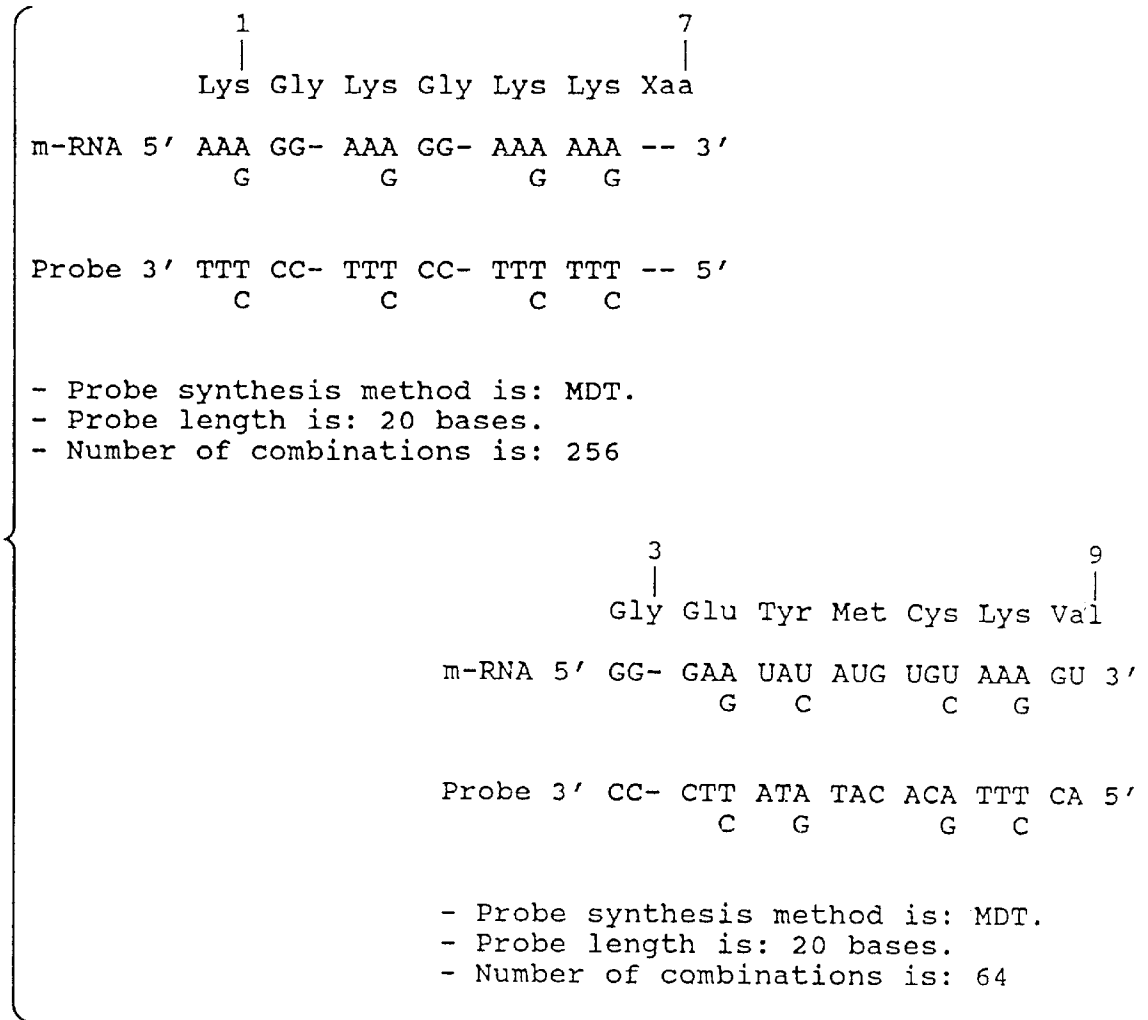 1 7
Lys Gly Lys Gly Lys Lys Xaa
m-RNA 5' AAA GG- AAA GG- AAA AAA -- 3'
G G G G
Probe 3' TTT CC- TTT CC- TTT TTT -- 5'
C C C C
- Probe synthesis method is: MDT.
- Probe length is: 20 bases.
- Number of combinations is: 256
3 9
Gly Glu Tyr Met Cys Lys Val
m-RNA 5' GG- GAA UAU AUG UGU AAA GU 3'
G C C G
Probe 3' CC- CTT ATA TAC ACA TTT CA 5'
C G G C
- Probe synthesis method is: MDT.
- Probe length is: 20 bases.
- Number of combinations is: 64